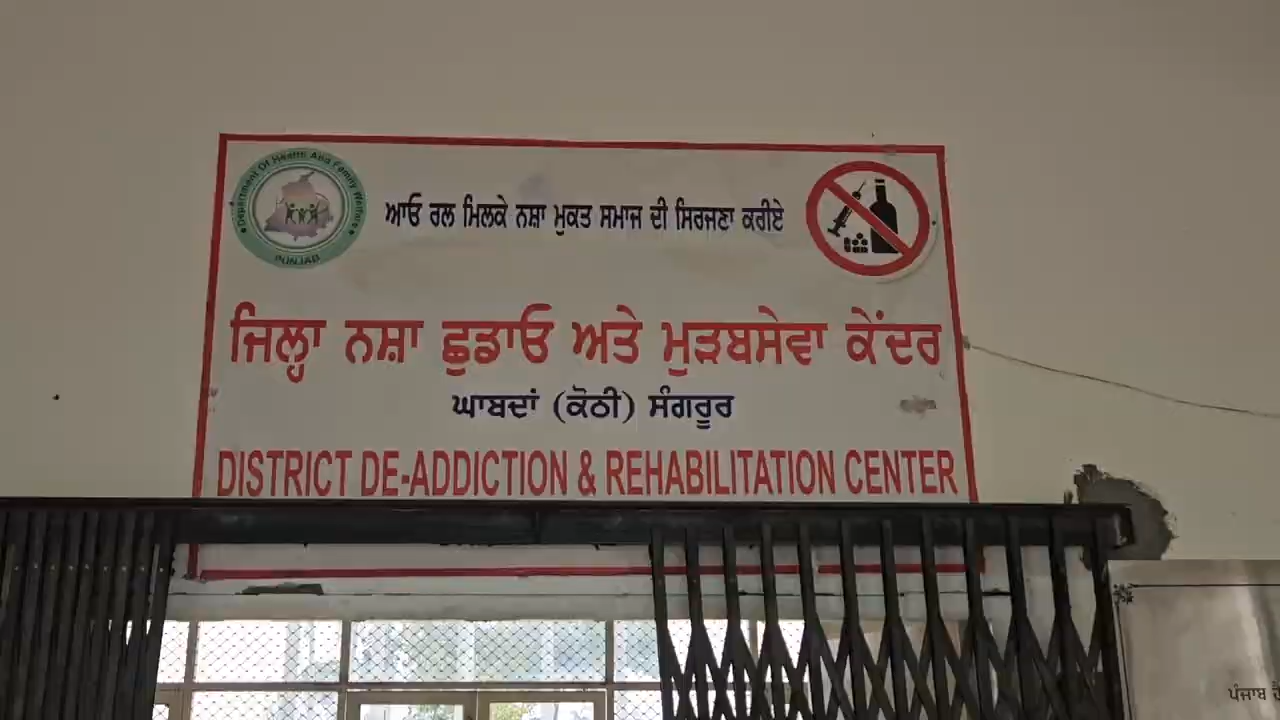 Department Of Health And Family Welfare
PUNJAB
ਆਓ ਰਲ ਮਿਲਕੇ ਨਸ਼ਾ ਮੁਕਤ ਸਮਾਜ ਦੀ ਸਿਰਜਣਾ ਕਰੀਏ
ਜਿਲ੍ਹਾ ਨਸ਼ਾ ਛੁਡਾਓ ਅਤੇ ਮੁੜਬਸੇਵਾ ਕੇਂਦਰ
ਘਾਬਦਾਂ (ਕੋਠੀ) ਸੰਗਰੂਰ
DISTRICT DE-ADDICTION & REHABILITATION CENTER
ਪੰਜਾਬ